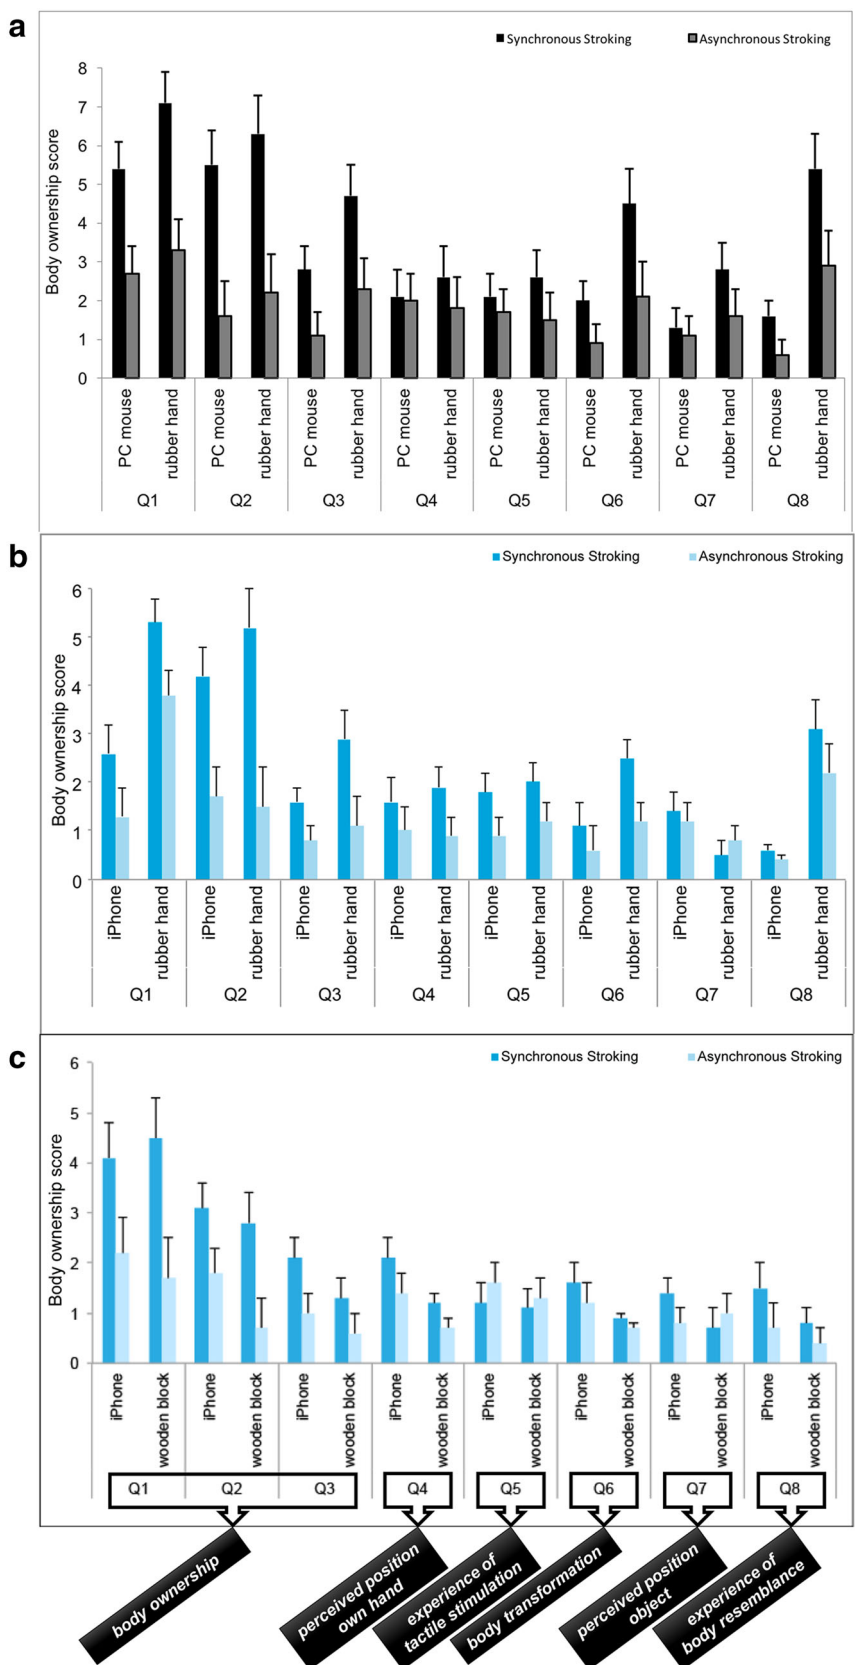 a
Synchronous Stroking
Asynchronous Stroking
Body ownership score
8
7
6
5
4
3
2
1
0
PC mouse
rubber hand
PC mouse
rubber hand
PC mouse
rubber hand
PC mouse
rubber hand
PC mouse
rubber hand
PC mouse
rubber hand
PC mouse
rubber hand
PC mouse
rubber hand
Q1
Q2
Q3
Q4
Q5
Q6
Q7
Q8
b
Synchronous Stroking
Asynchronous Stroking
Body ownership score
6
5
4
3
2
1
0
iPhone
rubber hand
iPhone
rubber hand
iPhone
rubber hand
iPhone
rubber hand
iPhone
rubber hand
iPhone
rubber hand
iPhone
rubber hand
iPhone
rubber hand
Q1
Q2
Q3
Q4
Q5
Q6
Q7
Q8
c
Synchronous Stroking
Asynchronous Stroking
Body ownership score
6
5
4
3
2
1
0
iPhone
wooden block
iPhone
wooden block
iPhone
wooden block
iPhone
wooden block
iPhone
wooden block
iPhone
wooden block
iPhone
wooden block
iPhone
wooden block
Q1
Q2
Q3
Q4
Q5
Q6
Q7
Q8
body ownership
perceived position
own hand
experience of
tactile stimulation
body transformation
perceived position
object
experience of
body resemblance